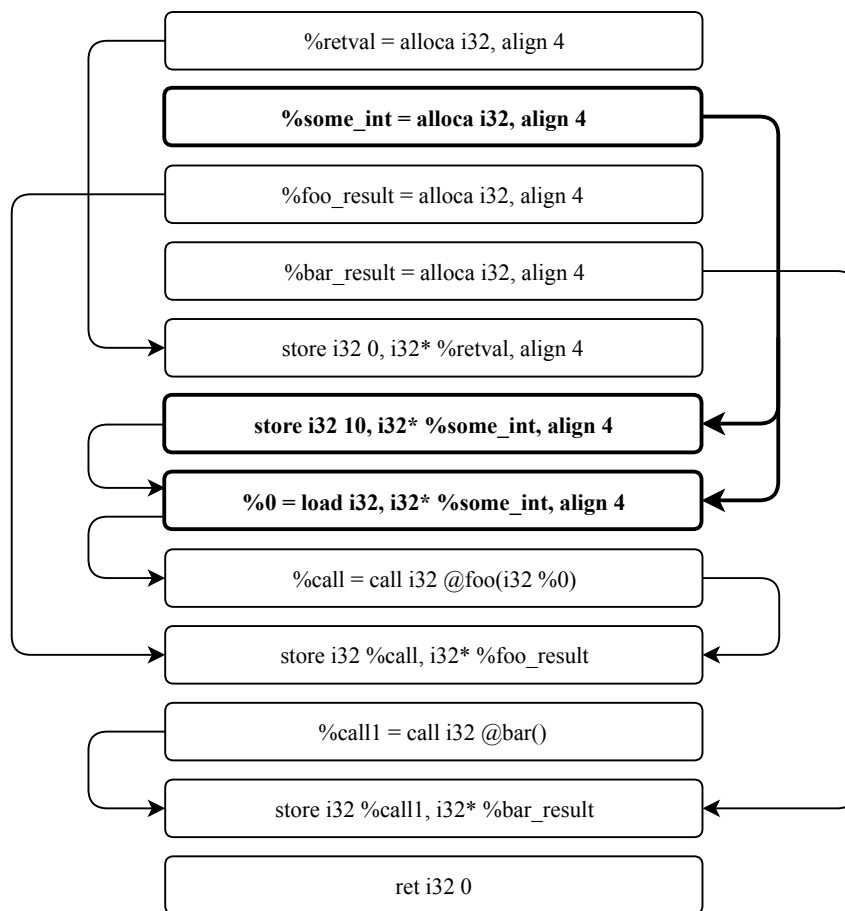 %retval = alloca i32, align 4
%some_int = alloca i32, align 4
%foo_result = alloca i32, align 4
%bar_result = alloca i32, align 4
store i32 0, i32* %retval, align 4
store i32 10, i32* %some_int, align 4
%0 = load i32, i32* %some_int, align 4
%call = call i32 @foo(i32 %0)
store i32 %call, i32* %foo_result
%call1 = call i32 @bar()
store i32 %call1, i32* %bar_result
ret i32 0